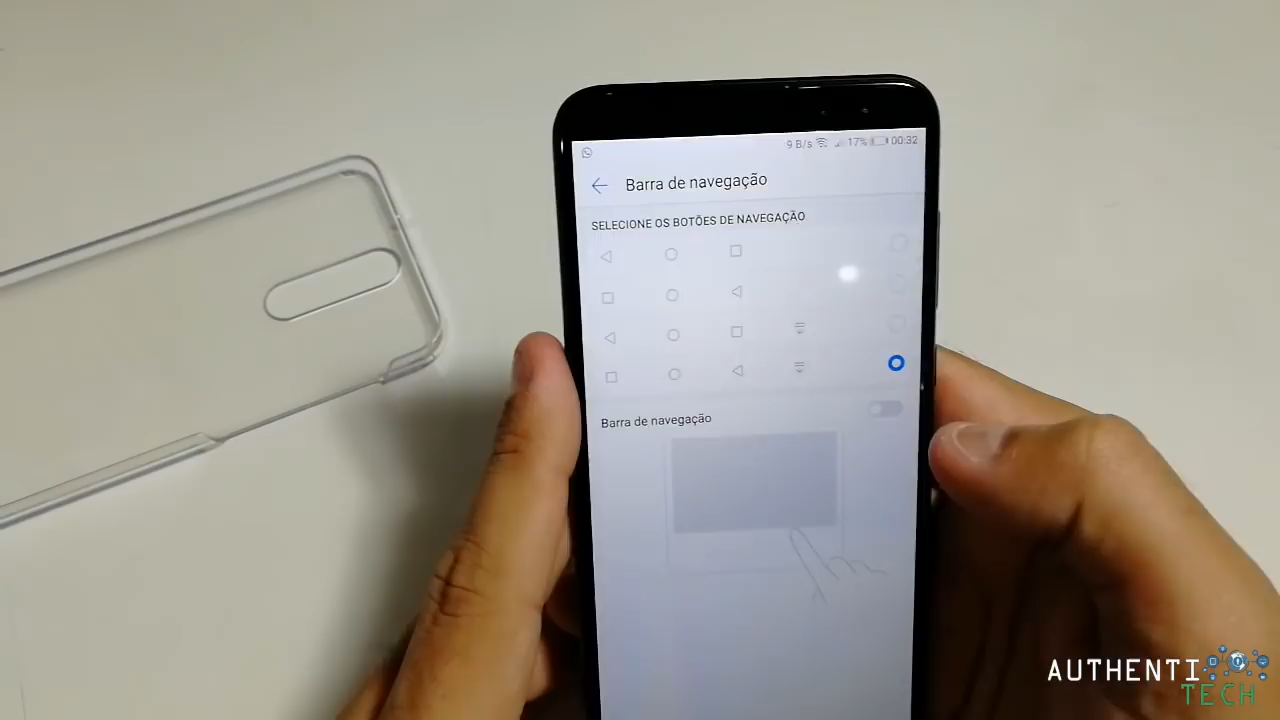 9 B/s 17% 00:32
Barra de navegação
SELECIONE OS BOTÕES DE NAVEGAÇÃO
Barra de navegação
AUTHENTI
TECH